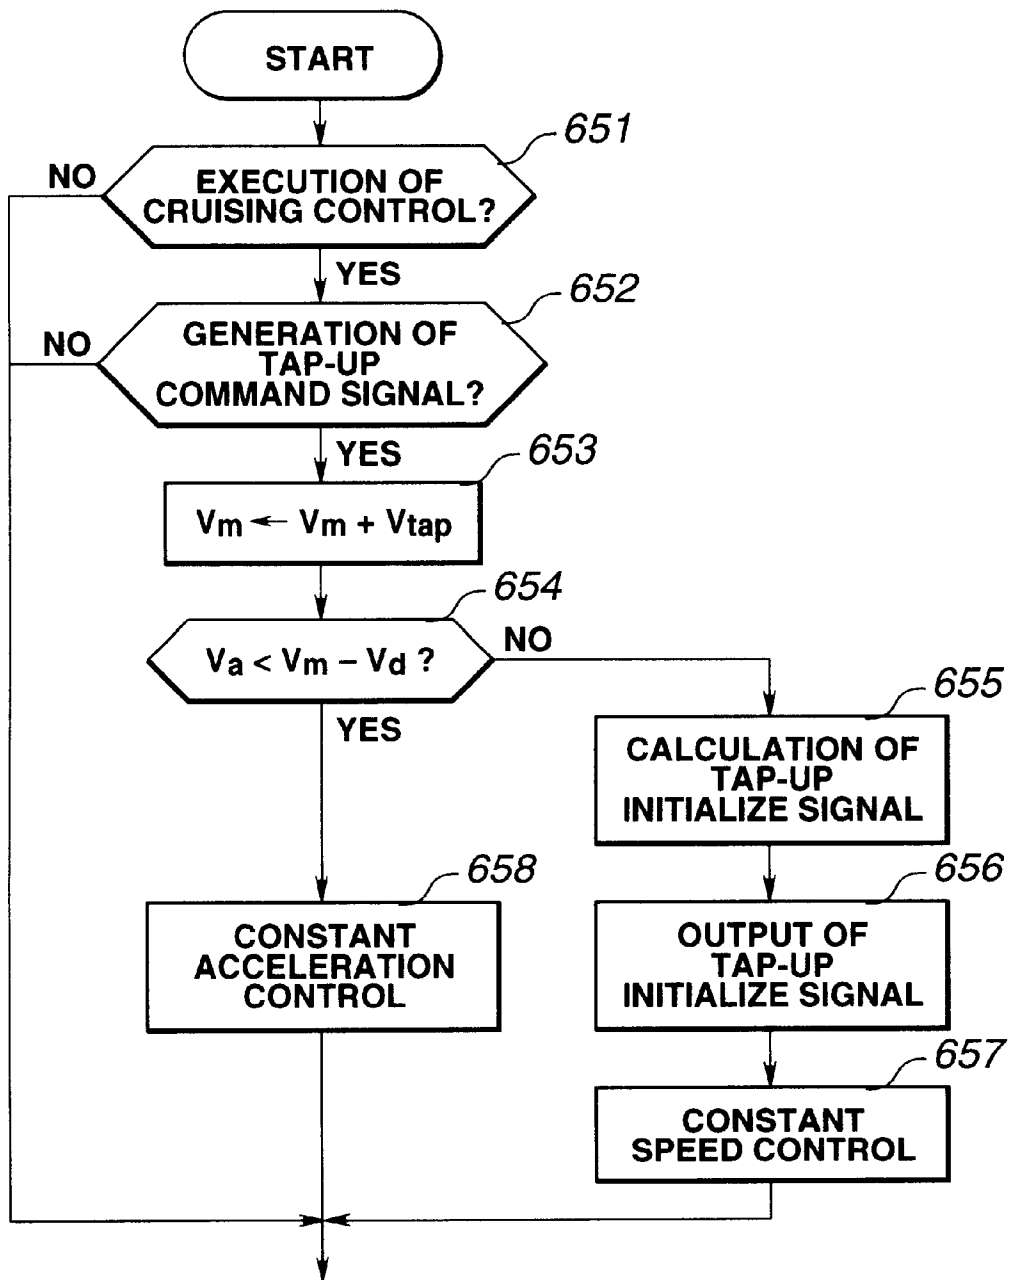 START
651
NO
EXECUTION OF
CRUISING CONTROL?
YES
652
NO
GENERATION OF
TAP-UP
COMMAND SIGNAL?
YES
653
Vm ← Vm + Vtap
654
Va < Vm – Vd ?
NO
YES
655
CALCULATION OF
TAP-UP
INITIALIZE SIGNAL
658
CONSTANT
ACCELERATION
CONTROL
656
OUTPUT OF
TAP-UP
INITIALIZE SIGNAL
657
CONSTANT
SPEED CONTROL